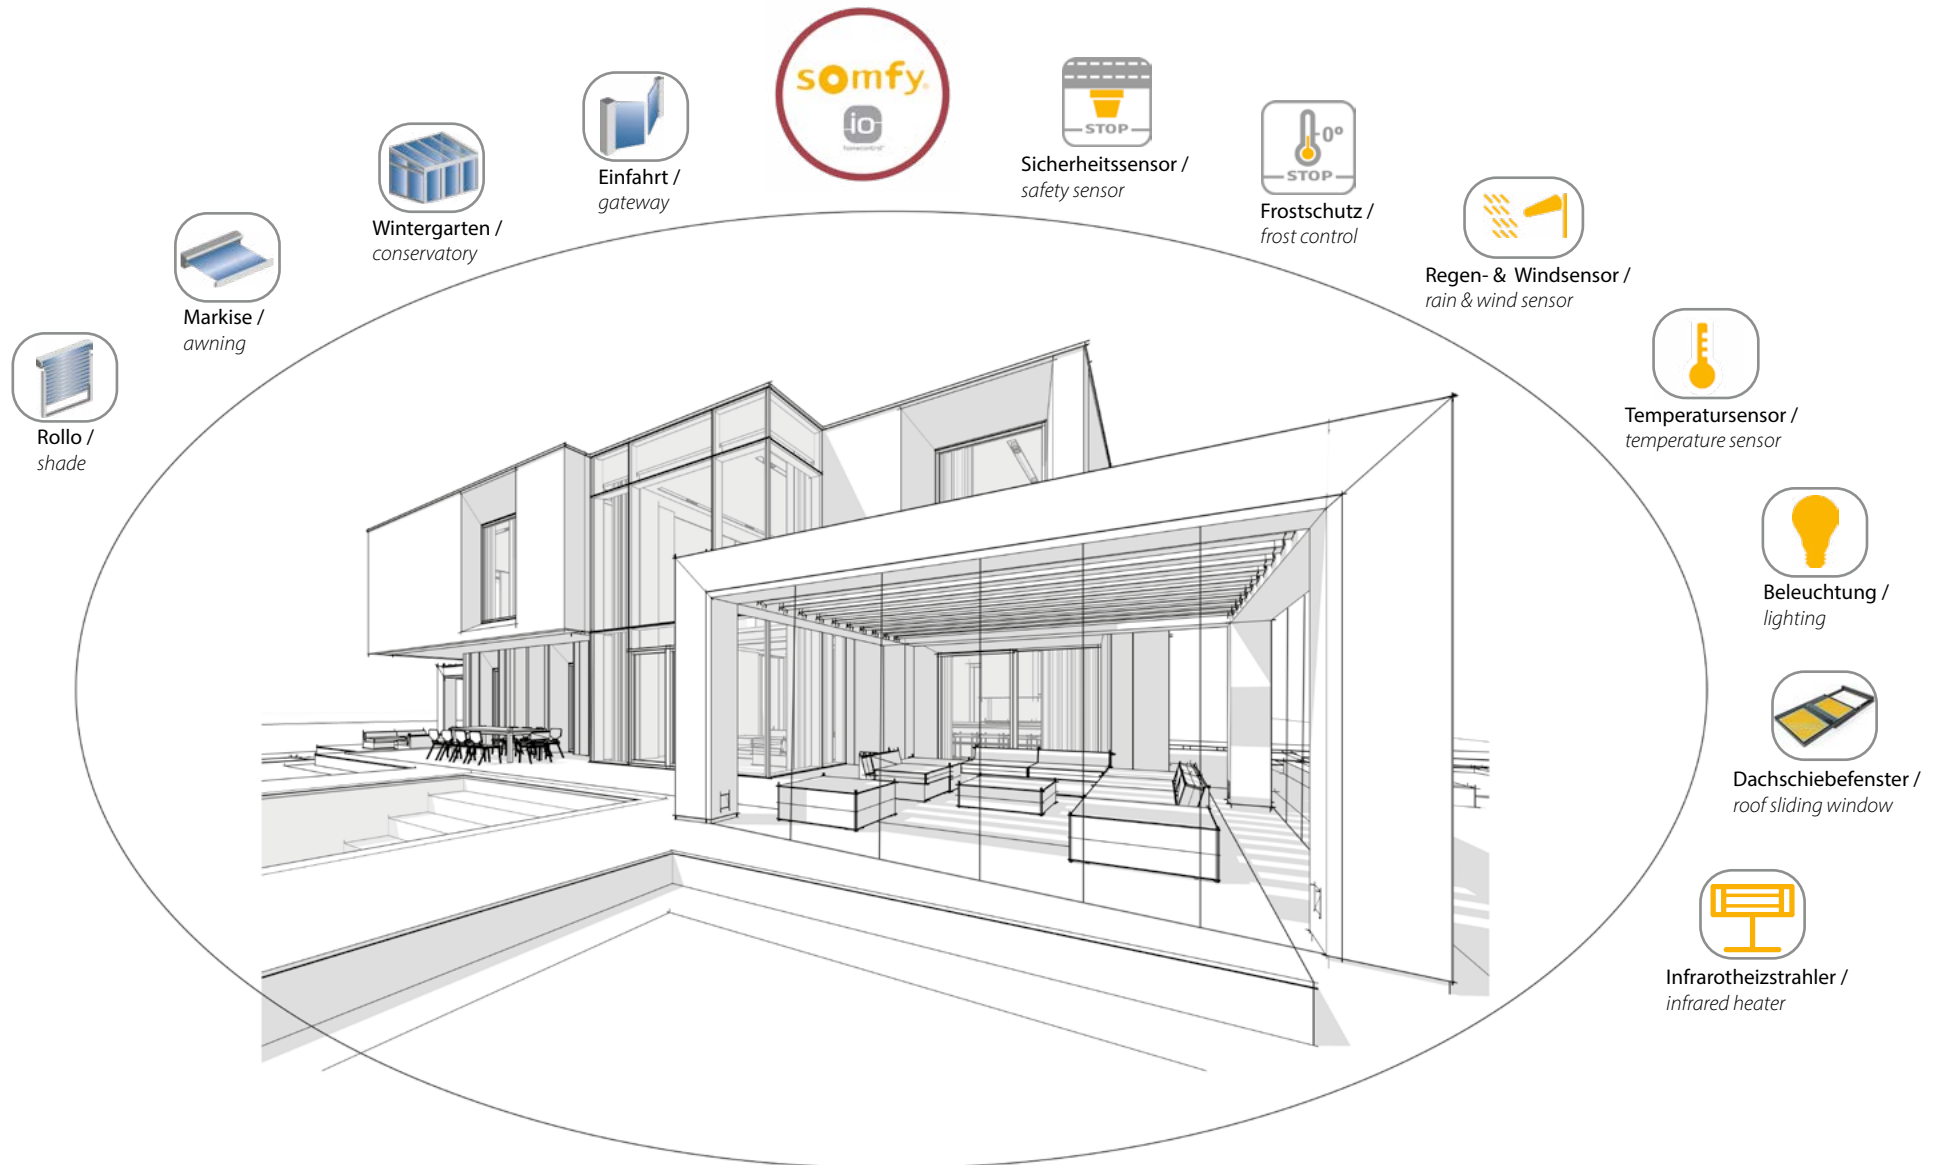 somfy®
io
homecontrol®
STOP
Sicherheitssensor /
safety sensor
0°
STOP
Frostschutz /
frost control
Einfahrt /
gateway
Wintergarten /
conservatory
Regen- & Windsensor /
rain & wind sensor
Markise /
awning
Temperatursensor /
temperature sensor
Rollo /
shade
Beleuchtung /
lighting
Dachschiebefenster /
roof sliding window
Infrarotheizstrahler /
infrared heater